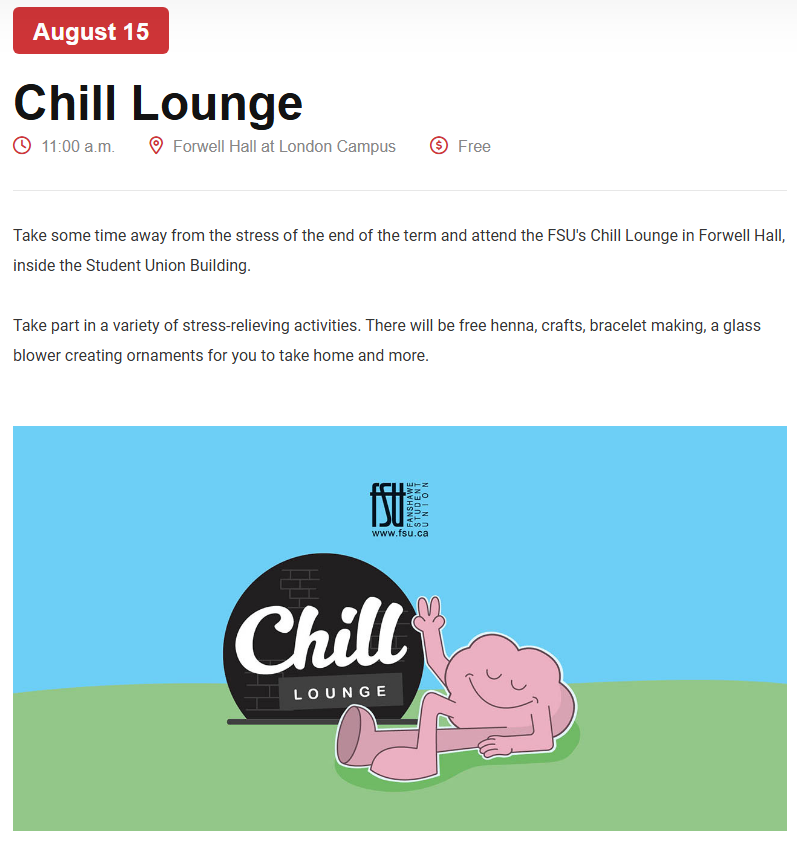 August 15
Chill Lounge
11:00 a.m. Forwell Hall at London Campus Free
Take some time away from the stress of the end of the term and attend the FSU's Chill Lounge in Forwell Hall,
inside the Student Union Building.
Take part in a variety of stress-relieving activities. There will be free henna, crafts, bracelet making, a glass
blower creating ornaments for you to take home and more.
fsu
FANSHAWE
STUDENT
UNION
www.fsu.ca
Chill
LOUNGE